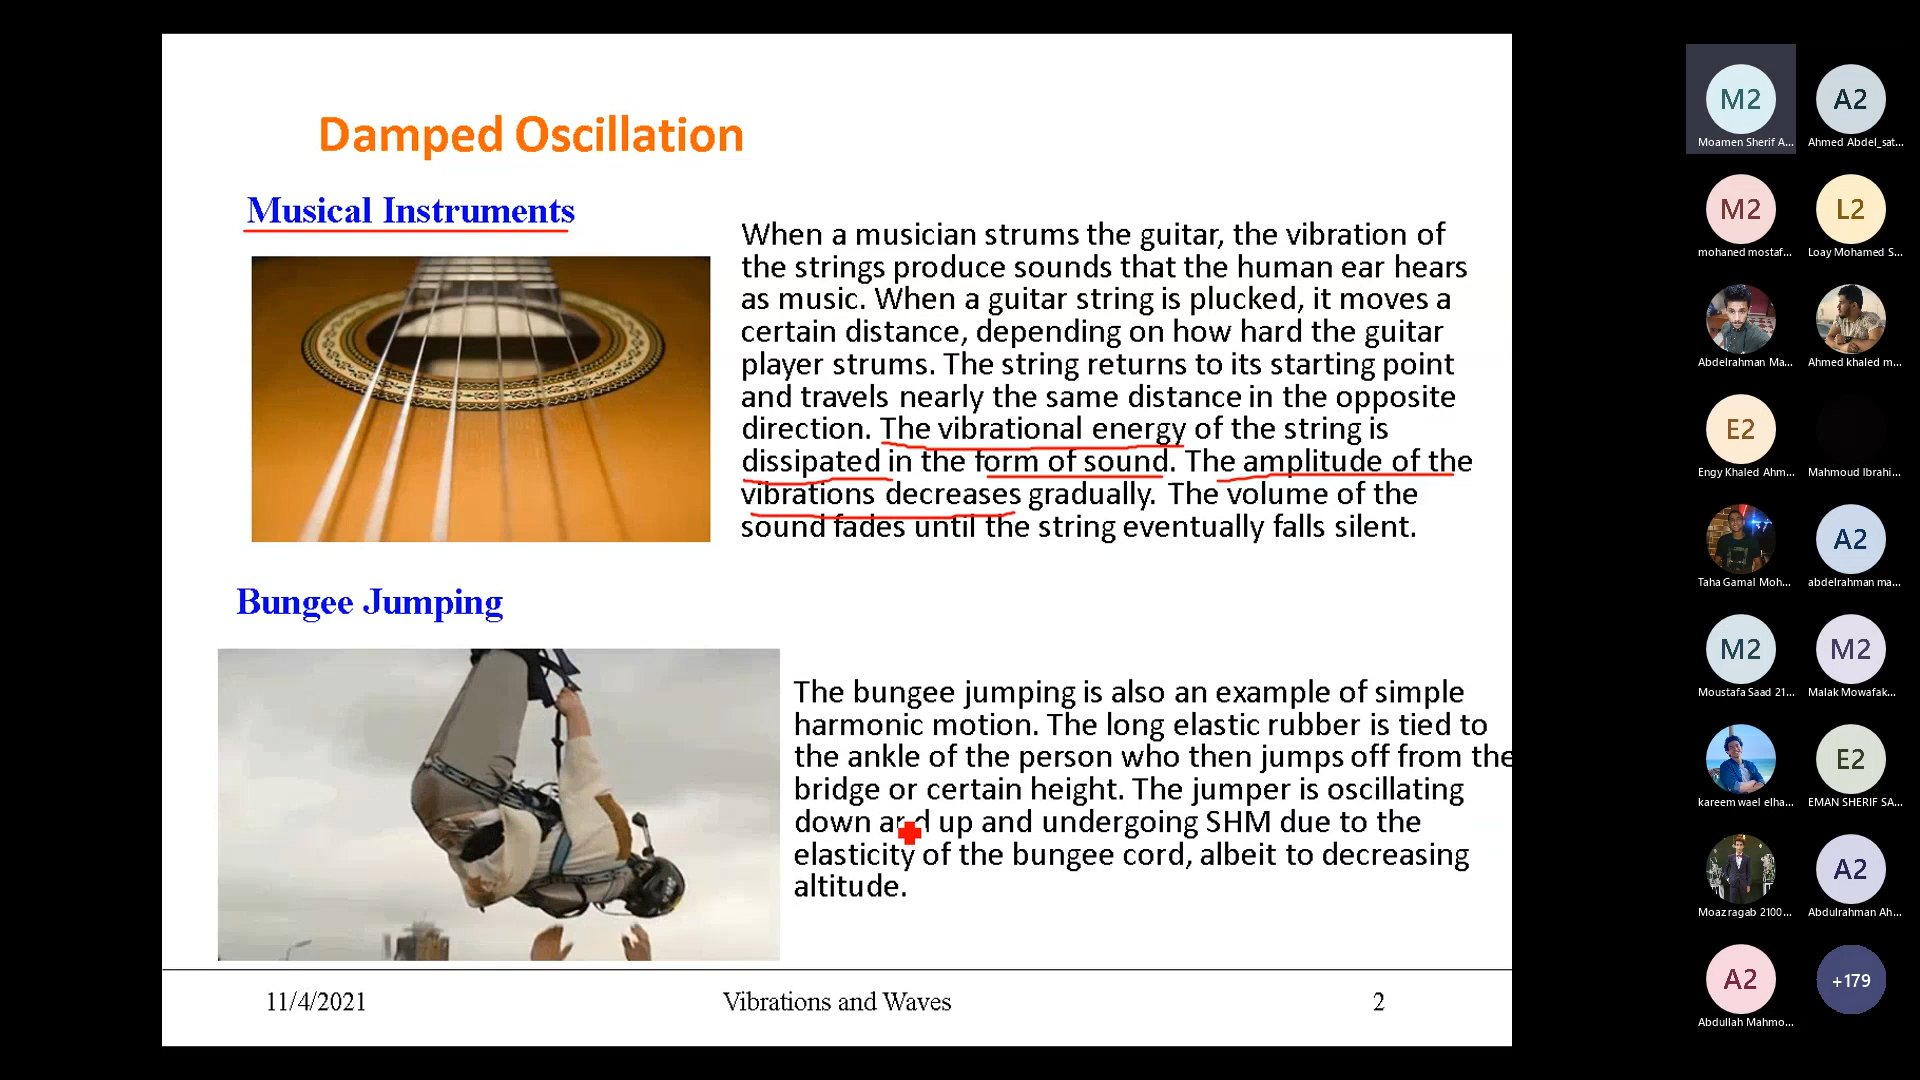 Damped Oscillation
Musical Instruments
When a musician strums the guitar, the vibration of
the strings produce sounds that the human ear hears
as music. When a guitar string is plucked, it moves a
certain distance, depending on how hard the guitar
player strums. The string returns to its starting point
and travels nearly the same distance in the opposite
direction. The vibrational energy of the string is
dissipated in the form of sound. The amplitude of the
vibrations decreases gradually. The volume of the
sound fades until the string eventually falls silent.
Bungee Jumping
The bungee jumping is also an example of simple
harmonic motion. The long elastic rubber is tied to
the ankle of the person who then jumps off from the
bridge or certain height. The jumper is oscillating
down and up and undergoing SHM due to the
elasticity of the bungee cord, albeit to decreasing
altitude.
11/4/2021
Vibrations and Waves
2
M2
Moamen Sherif A...
A2
Ahmed Abdel_sat...
M2
mohaned mostaf...
L2
Loay Mohamed S...
Abdelrahman Ma...
Ahmed khaled m...
E2
Engy Khaled Ahm...
Mahmoud Ibrahi...
Taha Gamal Moh...
A2
abdelrahman ma...
M2
Moustafa Saad 21...
M2
Malak Mowafak...
kareem wael elha...
E2
EMAN SHERIF SA...
Moaz ragab 2100...
A2
Abdulrahman Ah...
A2
Abdullah Mahmo...
+179